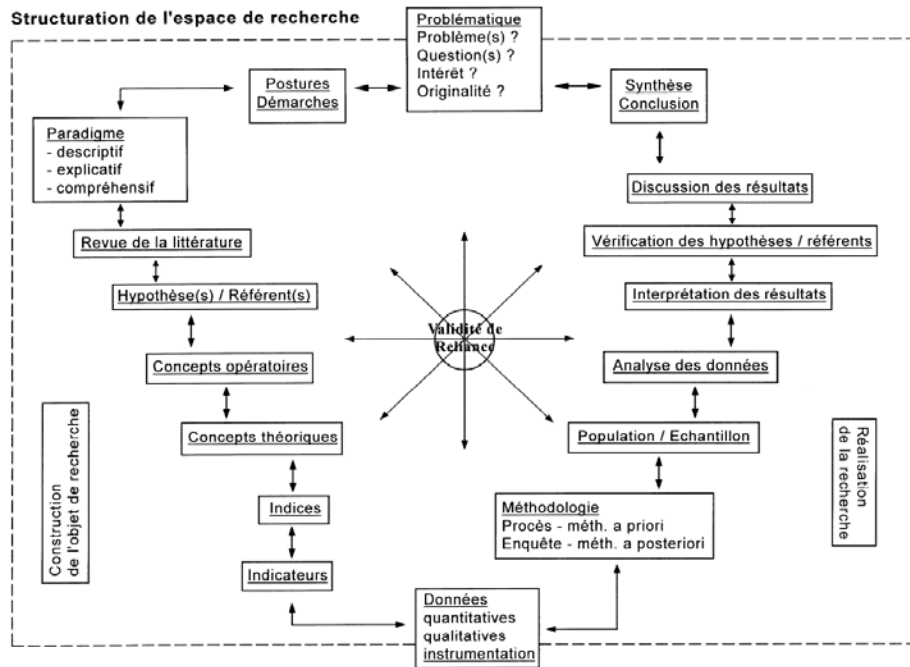 Structuration de l'espace de recherche
Problématique
Problème(s) ?
Question(s) ?
Intérêt ?
Originalité ?
Postures
Démarches
Synthèse
Conclusion
Paradigme
- descriptif
- explicatif
- compréhensif
Discussion des résultats
Revue de la littérature
Vérification des hypothèses / référents
Hypothèse(s) / Référent(s)
Interprétation des résultats
Validité de
Reliance
Concepts opératoires
Analyse des données
Concepts théoriques
Population / Echantillon
Construction
de l'objet de recherche
Réalisation
de la recherche
Indices
Méthodologie
Procès - méth. a priori
Enquête - méth. a posteriori
Indicateurs
Données
quantitatives
qualitatives
instrumentation